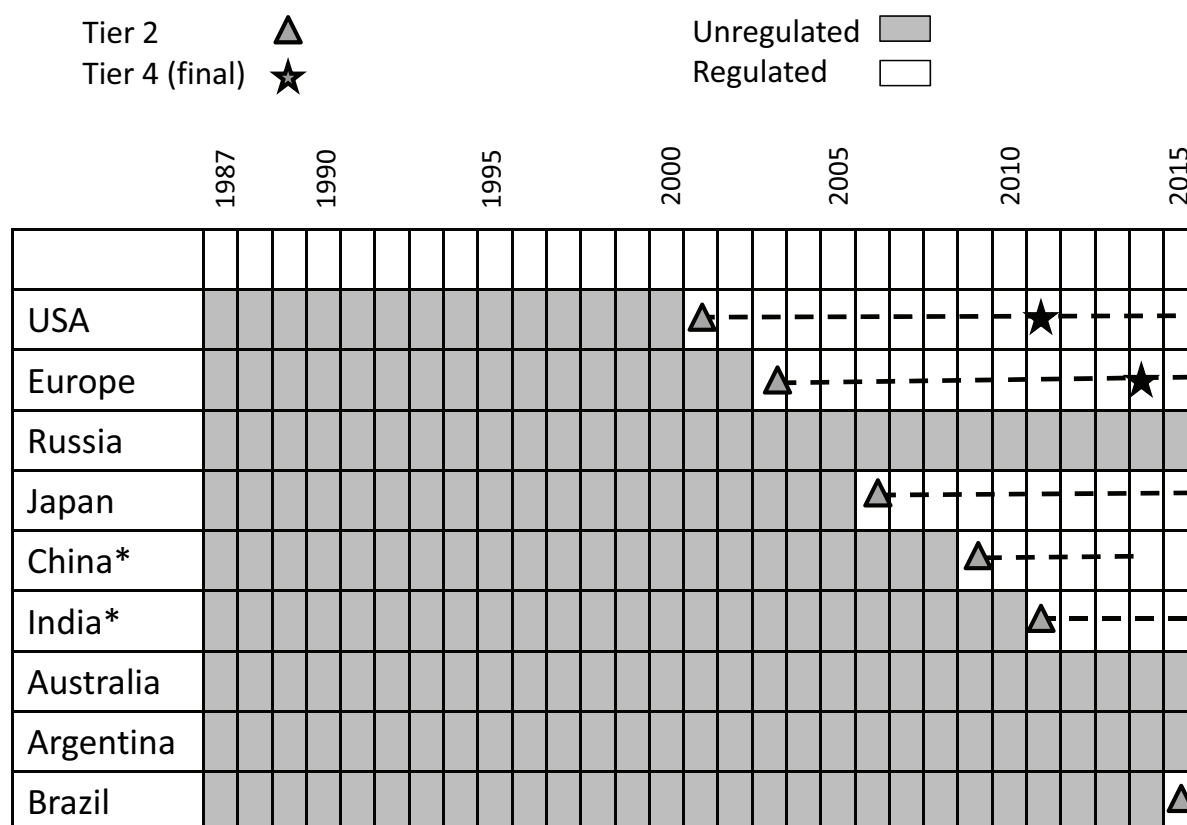 Tier 2
Tier 4 (final)
Unregulated
Regulated
1987
1990
1995
2000
2005
2010
2015
USA
Europe
Russia
Japan
China*
India*
Australia
Argentina
Brazil